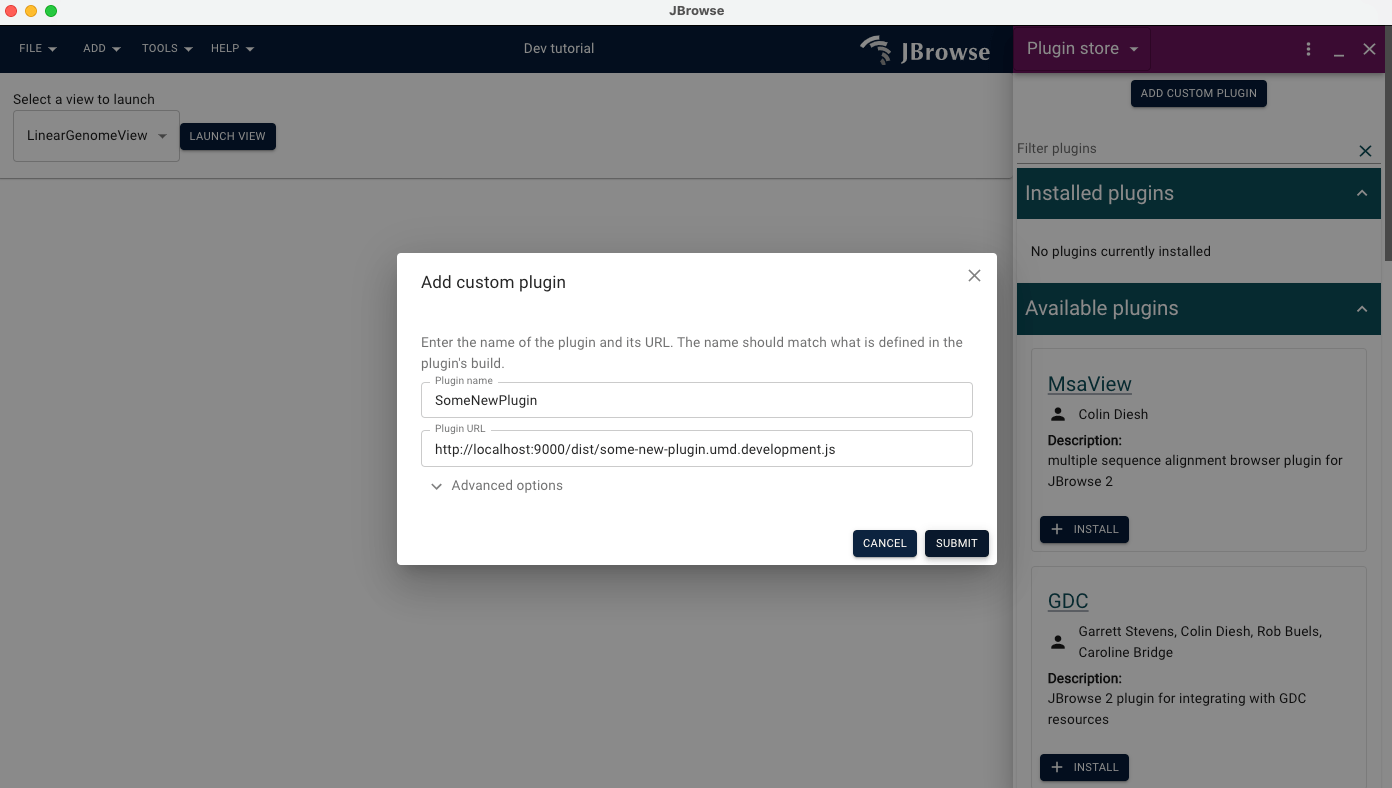 JBrowse
FILE ADD TOOLS HELP Dev tutorial JBrowse Plugin store
ADD CUSTOM PLUGIN
Select a view to launch
LinearGenomeView LAUNCH VIEW
Filter plugins
Installed plugins
No plugins currently installed
Available plugins
MsaView
Colin Diesh
Description:
multiple sequence alignment browser plugin for
JBrowse 2
INSTALL
GDC
Garrett Stevens, Colin Diesh, Rob Buels,
Caroline Bridge
Description:
JBrowse 2 plugin for integrating with GDC
resources
INSTALL
Add custom plugin
Enter the name of the plugin and its URL. The name should match what is defined in the
plugin's build.
Plugin name
SomeNewPlugin
Plugin URL
http://localhost:9000/dist/some-new-plugin.umd.development.js
Advanced options
CANCEL SUBMIT